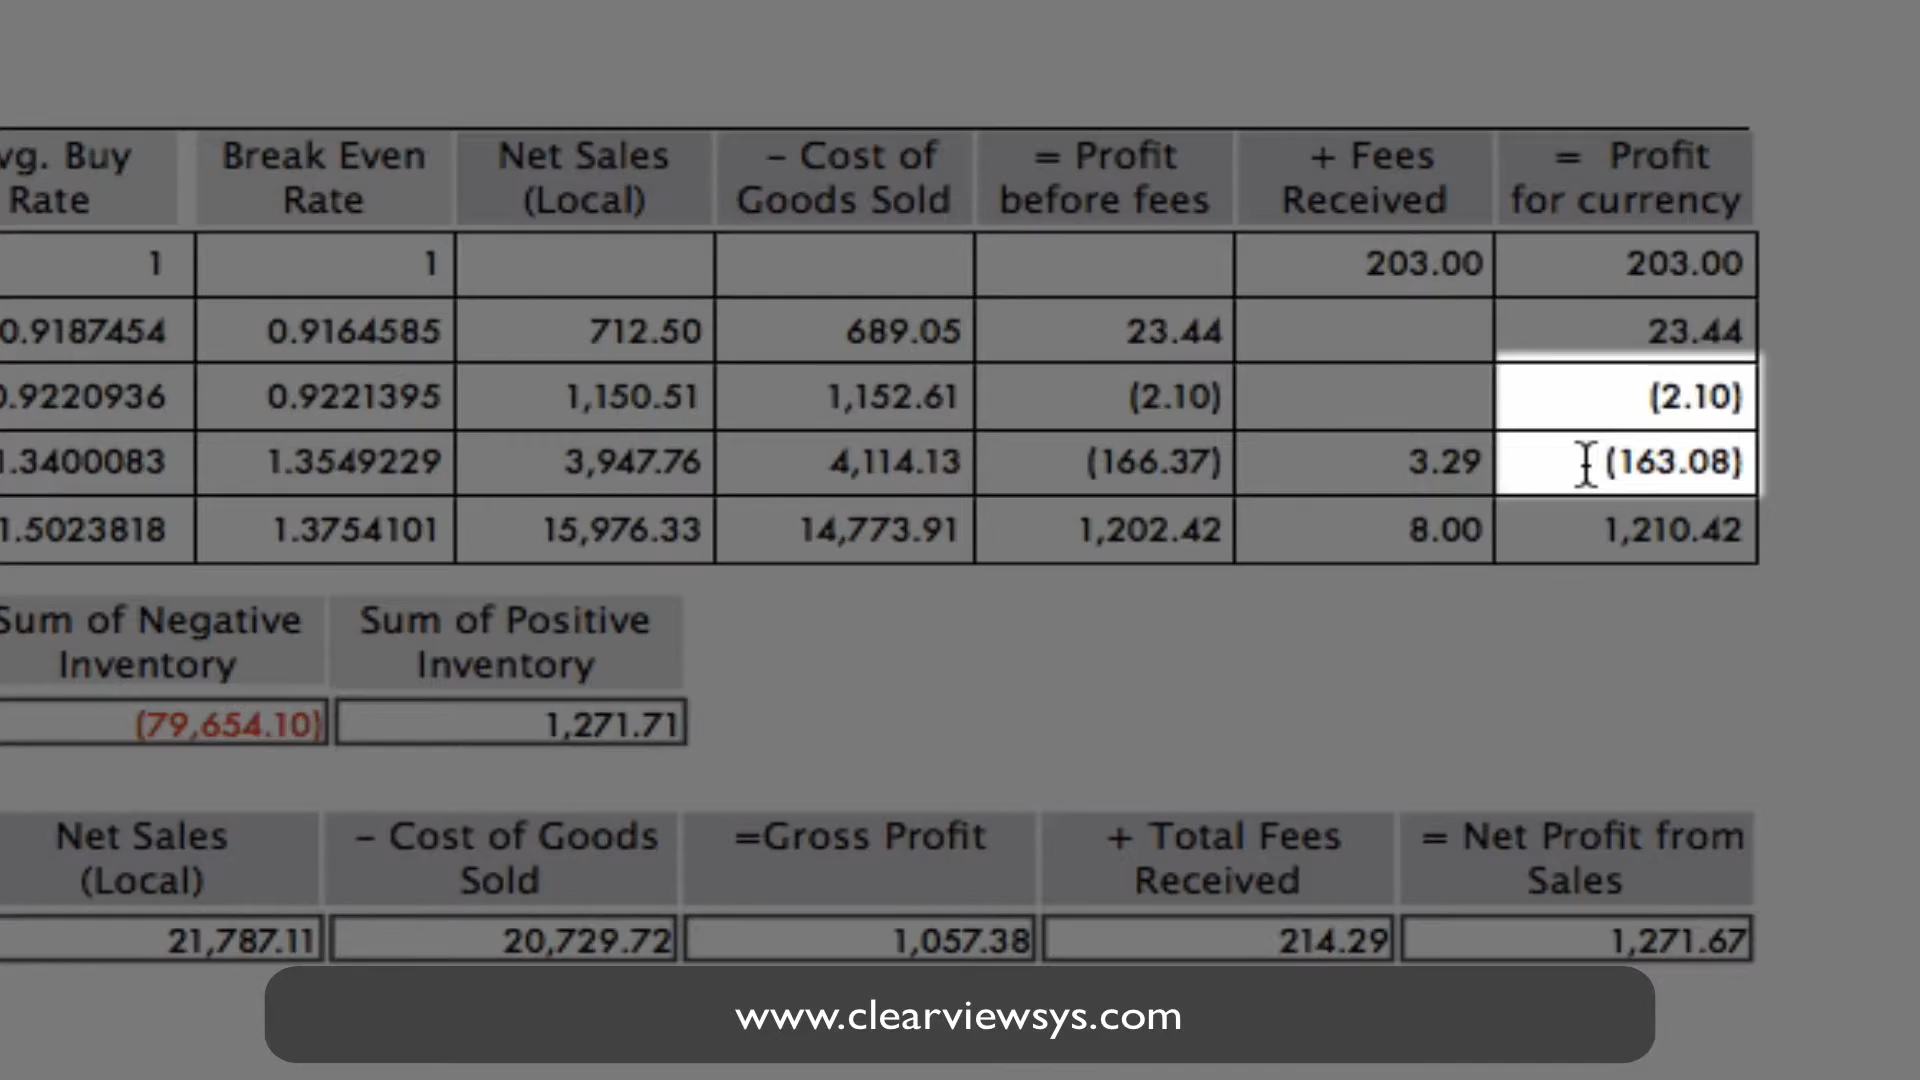 vg. Buy Rate Break Even Rate Net Sales (Local) – Cost of Goods Sold = Profit before fees + Fees Received = Profit for currency
1 1 203.00 203.00
0.9187454 0.9164585 712.50 689.05 23.44 23.44
0.9220936 0.9221395 1,150.51 1,152.61 (2.10) (2.10)
1.3400083 1.3549229 3,947.76 4,114.13 (166.37) 3.29 (163.08)
1.5023818 1.3754101 15,976.33 14,773.91 1,202.42 8.00 1,210.42
Sum of Negative Inventory Sum of Positive Inventory
(79,654.10) 1,271.71
Net Sales (Local) – Cost of Goods Sold =Gross Profit + Total Fees Received = Net Profit from Sales
21,787.11 20,729.72 1,057.38 214.29 1,271.67
www.clearviewsys.com